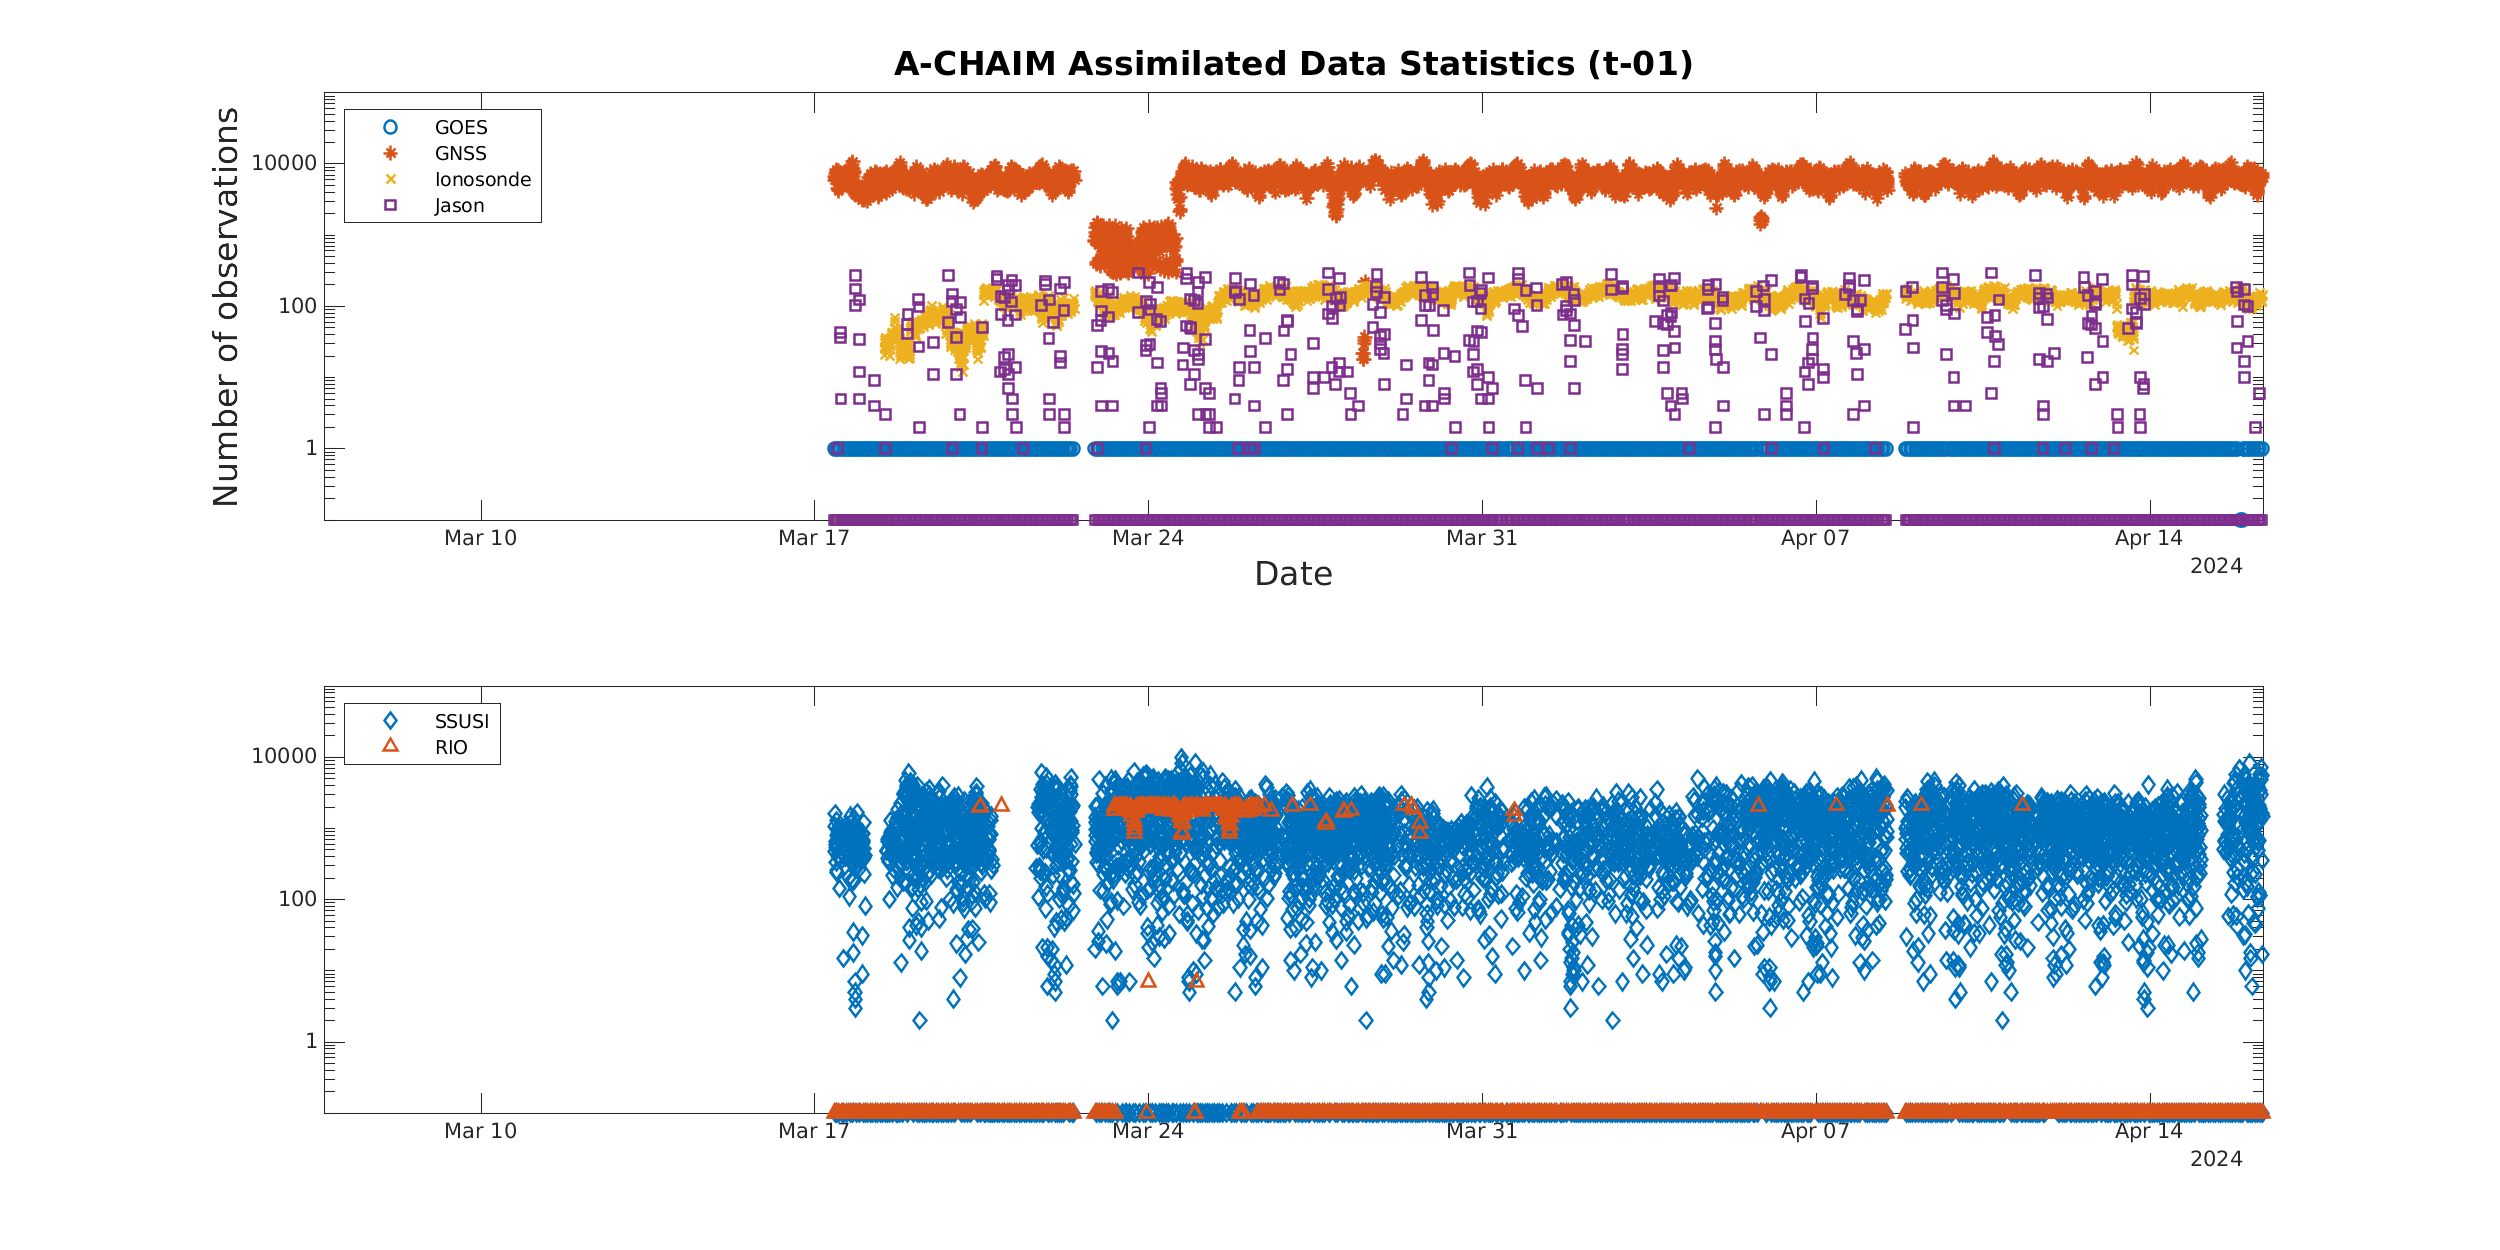 A-CHAIM Assimilated Data Statistics (t-01)
Number of observations
10000
100
1
GOES
GNSS
Ionosonde
Jason
Mar 10
Mar 17
Mar 24
Mar 31
Apr 07
Apr 14
2024
Date
10000
100
1
SSUSI
RIO
Mar 10
Mar 17
Mar 24
Mar 31
Apr 07
Apr 14
2024